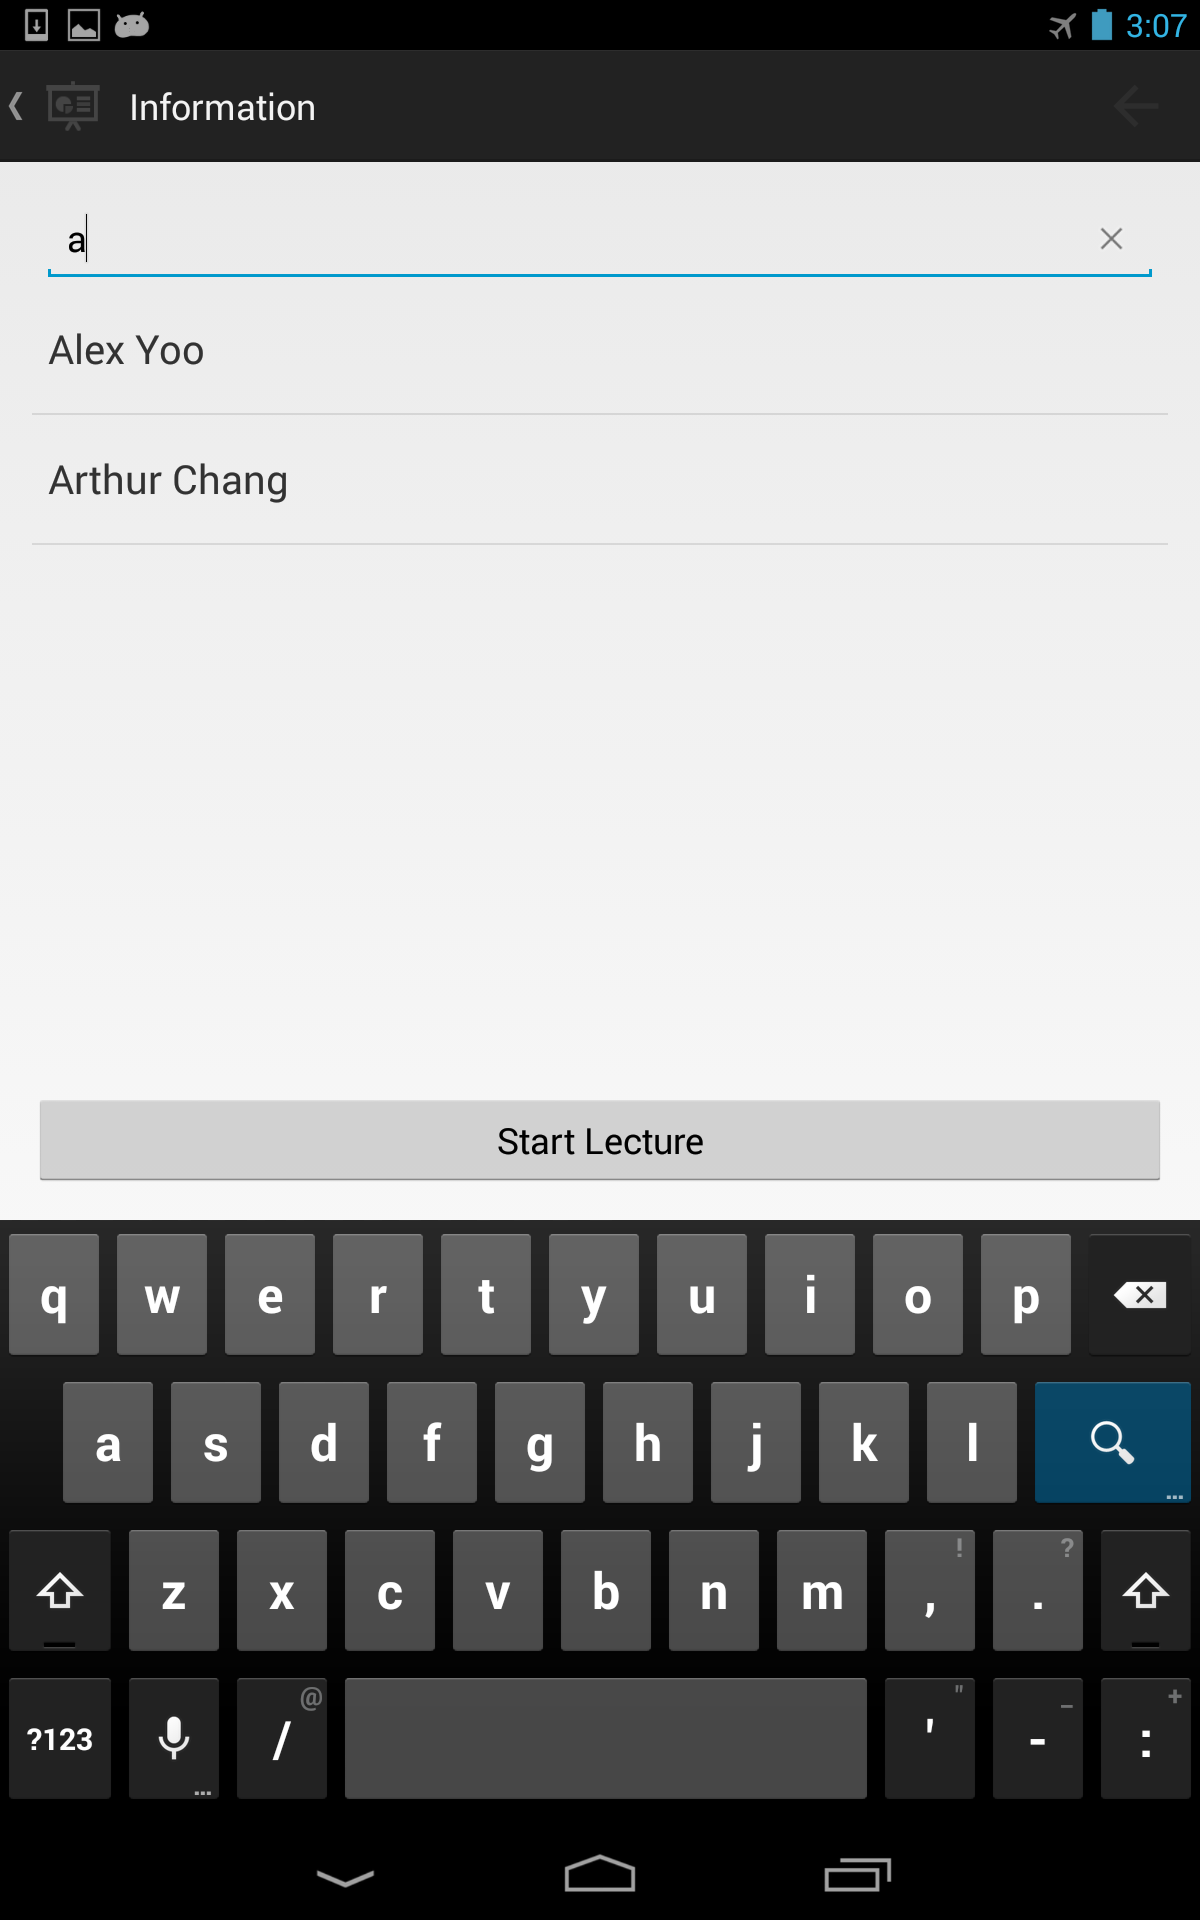 3:07
Information
a
Alex Yoo
Arthur Chang
Start Lecture
q w e r t y u i o p
a s d f g h j k l
z x c v b n m , ! . ?
?123 / @ ' " - _ : +